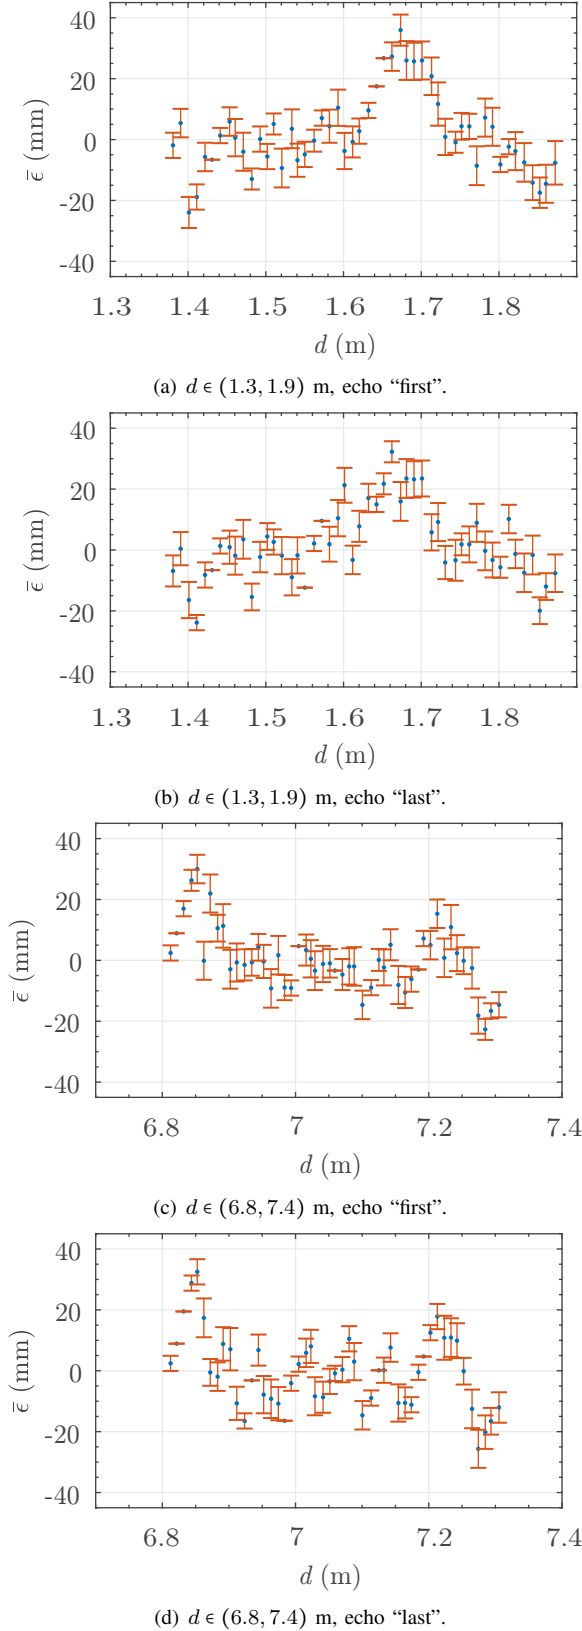 40
20
0
-20
-40
ϵ̄ (mm)
1.3 1.4 1.5 1.6 1.7 1.8
d (m)
(a) d ∈ (1.3, 1.9) m, echo “first”.
40
20
0
-20
-40
ϵ̄ (mm)
1.3 1.4 1.5 1.6 1.7 1.8
d (m)
(b) d ∈ (1.3, 1.9) m, echo “last”.
40
20
0
-20
-40
ϵ̄ (mm)
6.8 7 7.2 7.4
d (m)
(c) d ∈ (6.8, 7.4) m, echo “first”.
40
20
0
-20
-40
ϵ̄ (mm)
6.8 7 7.2 7.4
d (m)
(d) d ∈ (6.8, 7.4) m, echo “last”.